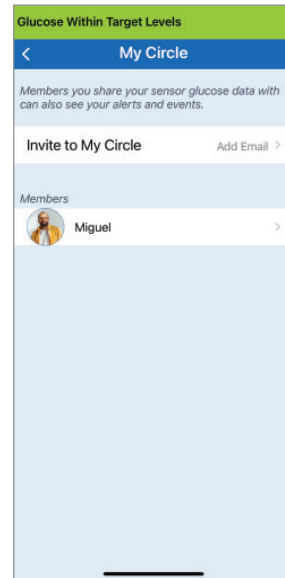 Glucose Within Target Levels
My Circle
Members you share your sensor glucose data with
can also see your alerts and events.
Invite to My Circle Add Email
Members
Miguel